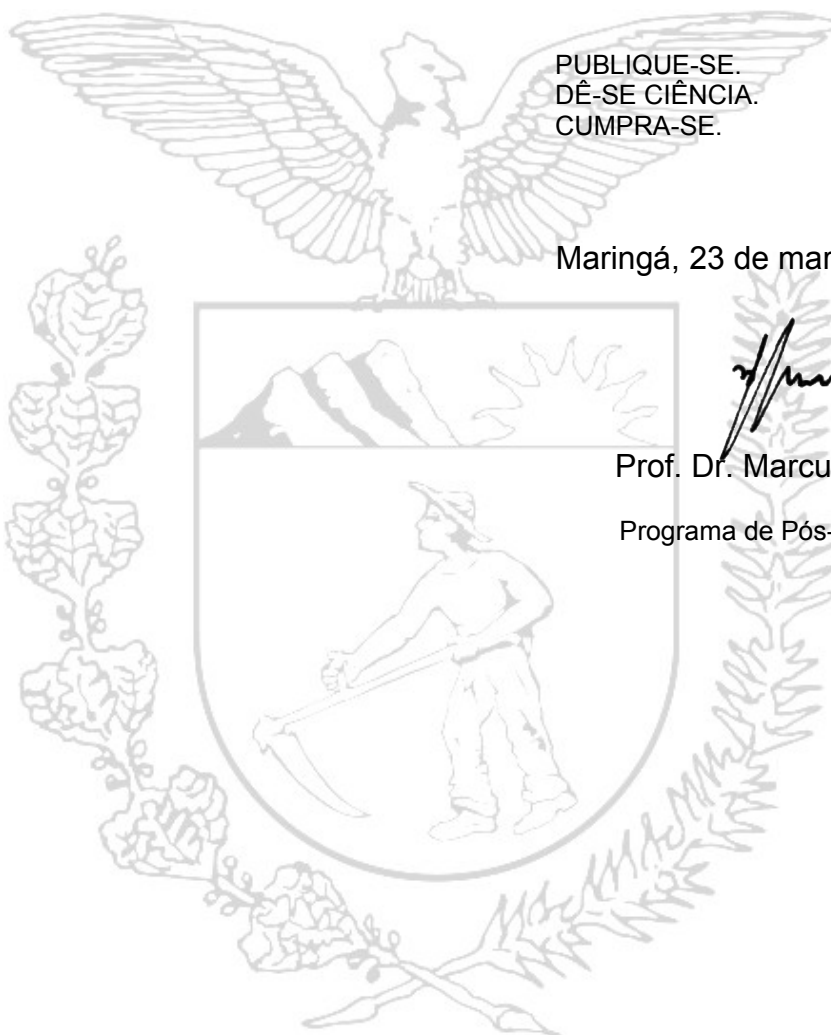 PUBLIQUE-SE.
DÊ-SE CIÊNCIA.
CUMPRA-SE.
Maringá, 23 de mar
Prof. Dr. Marcu
Programa de Pós-